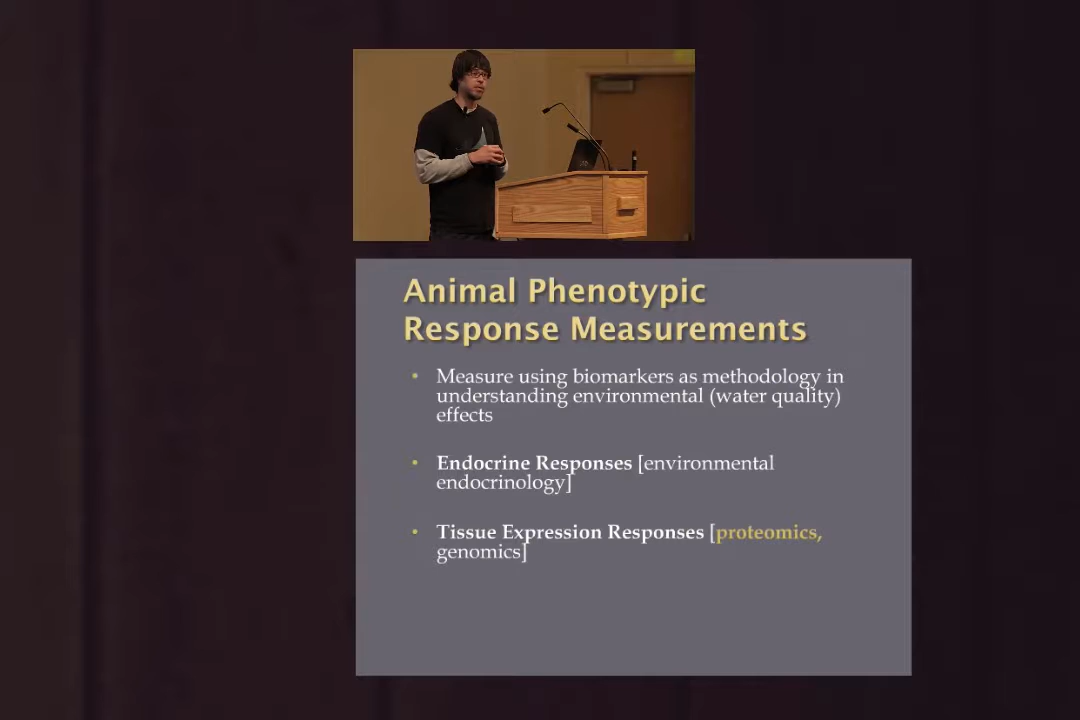 Animal Phenotypic
Response Measurements
• Measure using biomarkers as methodology in
understanding environmental (water quality)
effects
• Endocrine Responses [environmental
endocrinology]
• Tissue Expression Responses [proteomics,
genomics]